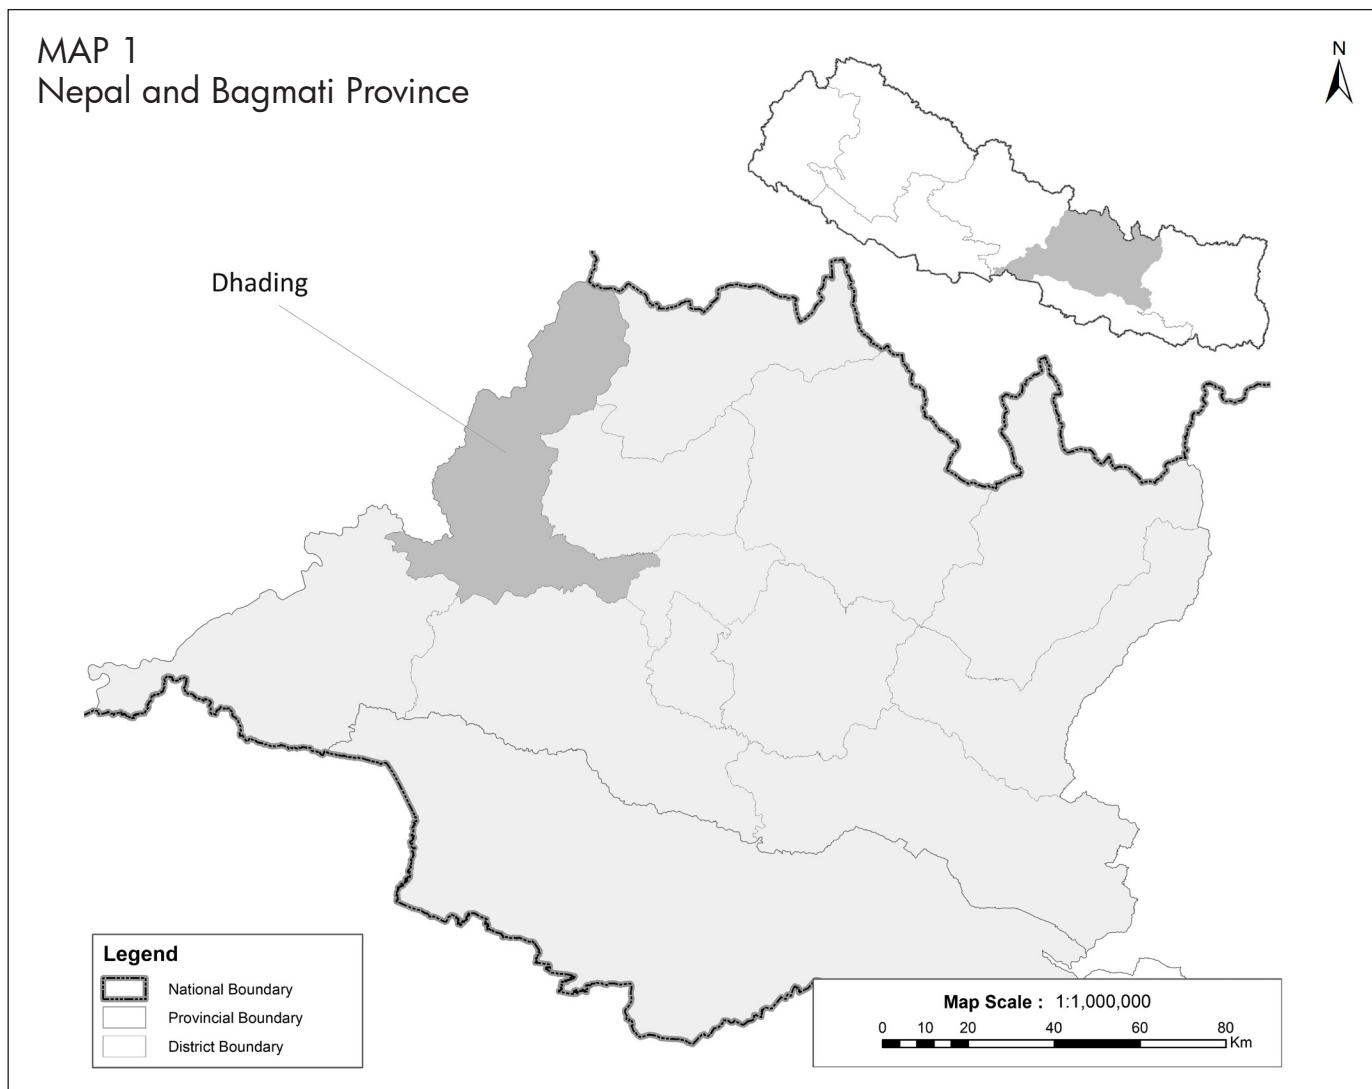 MAP 1
Nepal and Bagmati Province
N
Dhading
Legend
National Boundary
Provincial Boundary
District Boundary
Map Scale : 1:1,000,000
0 10 20 40 60 80 Km